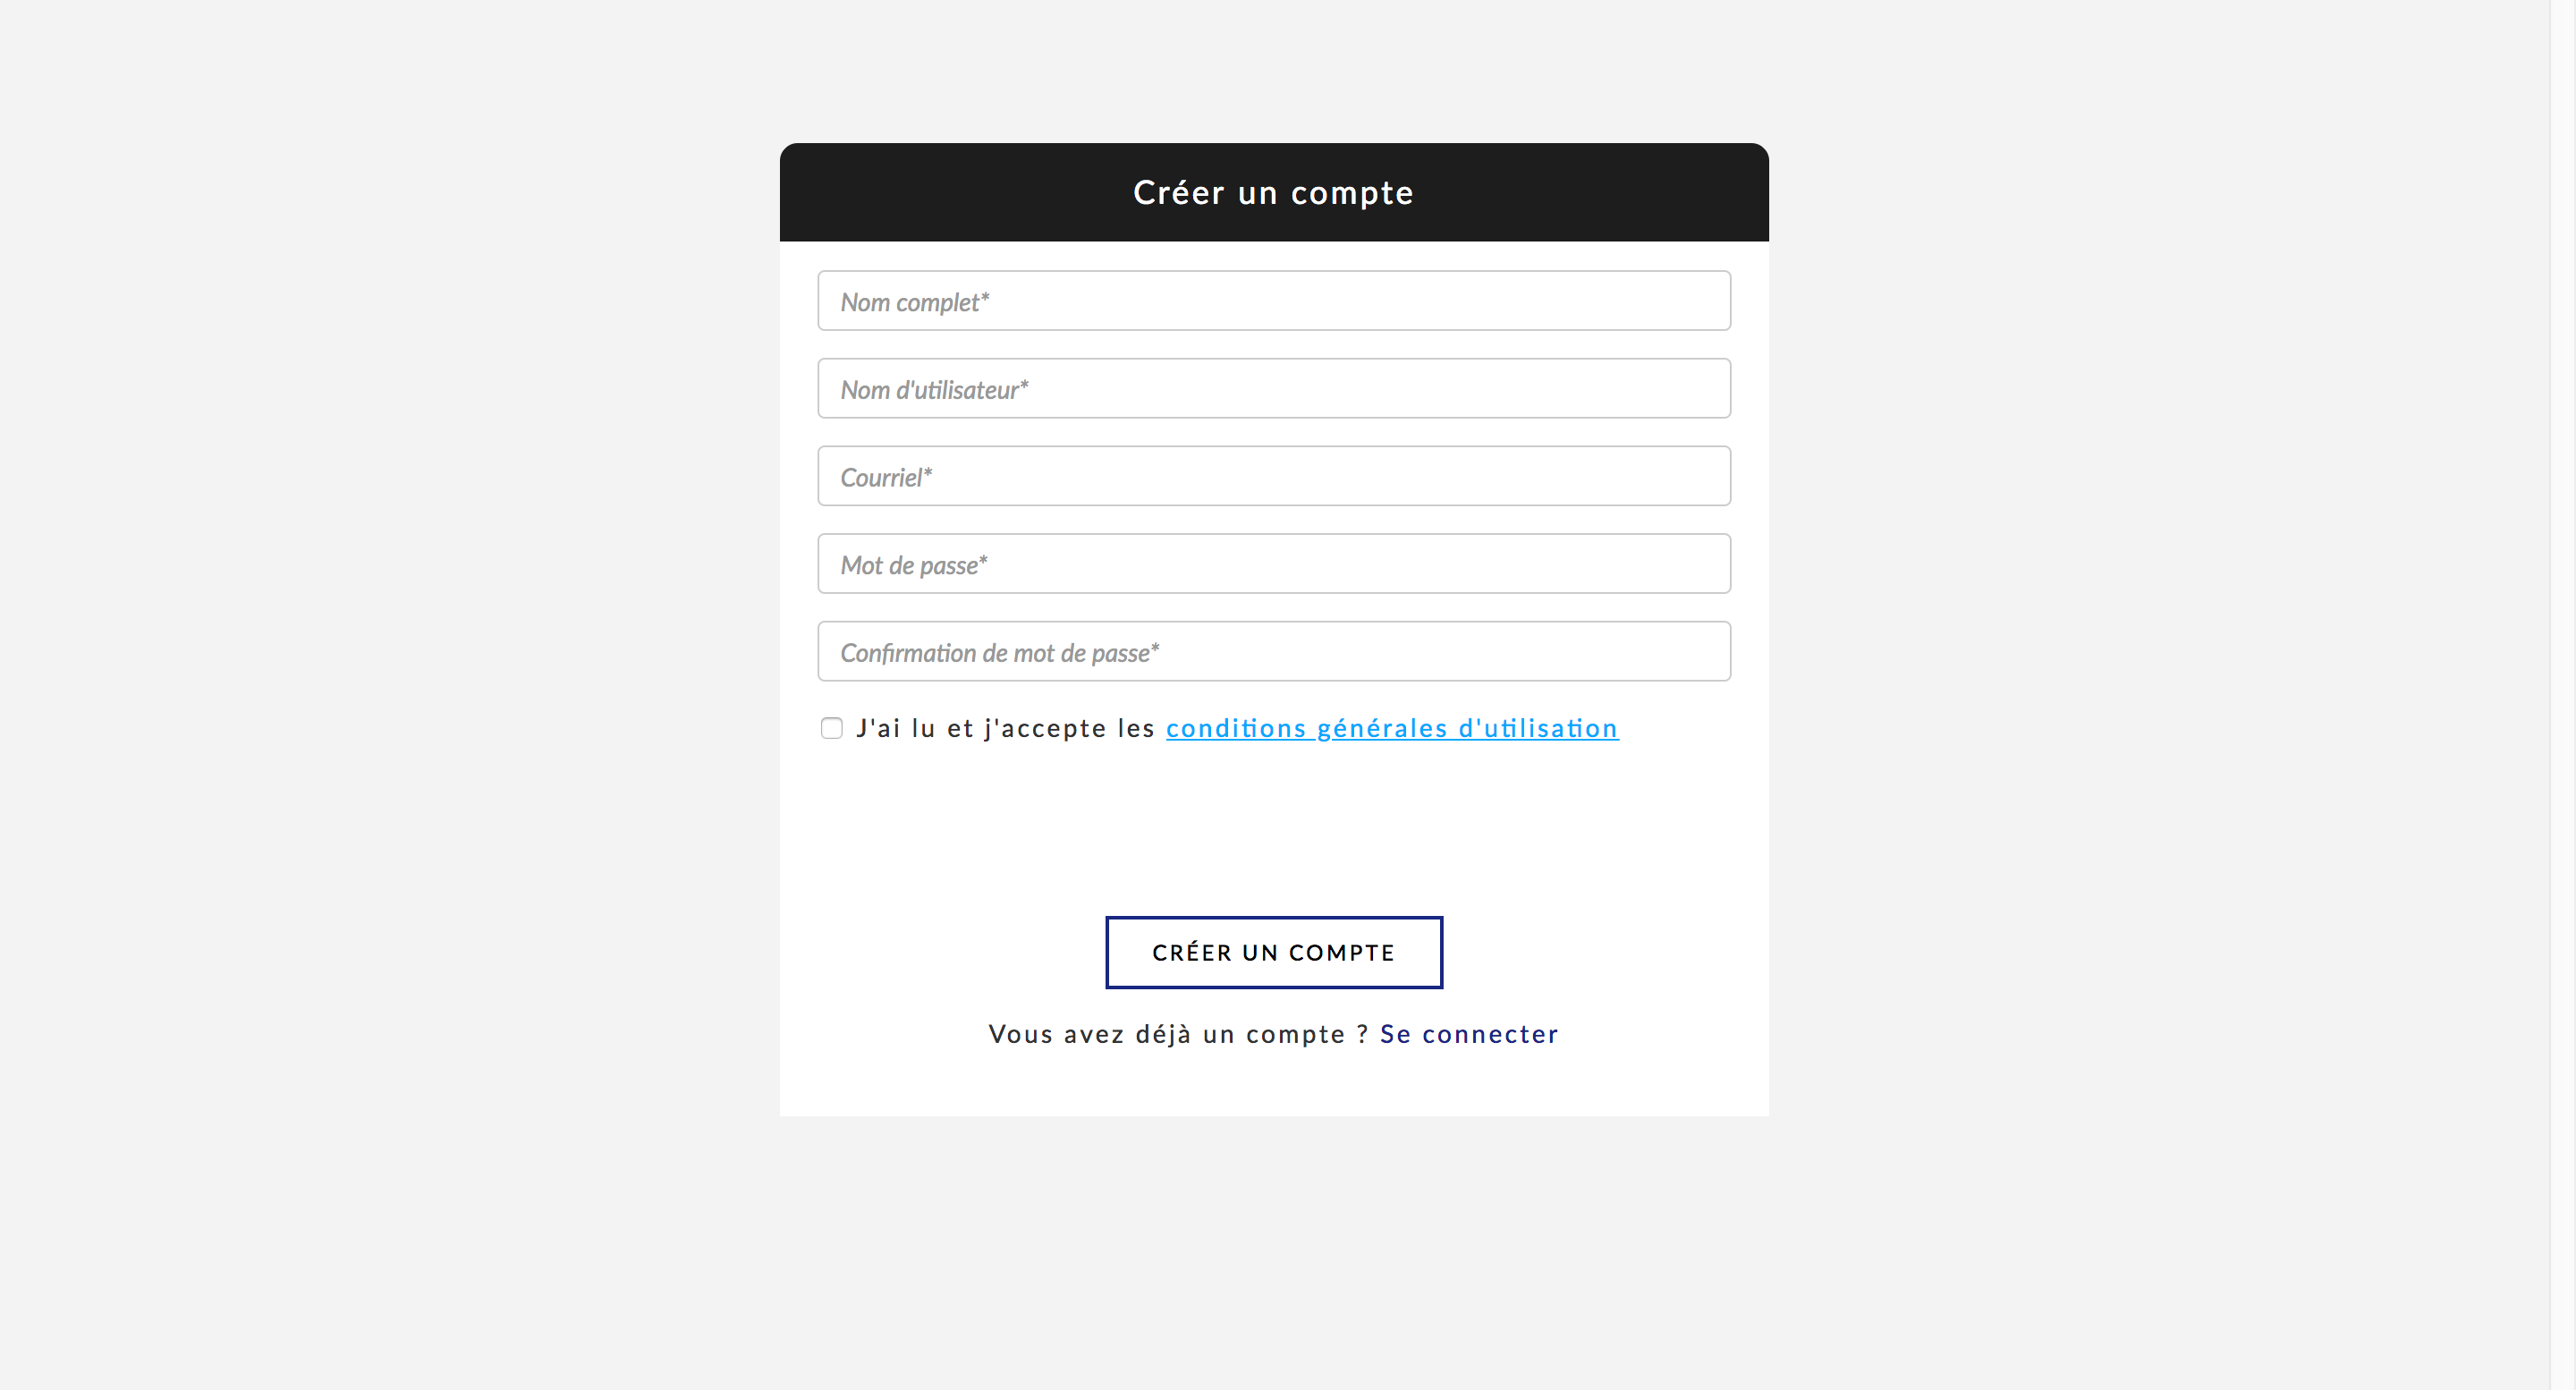 Créer un compte
Nom complet*
Nom d'utilisateur*
Courriel*
Mot de passe*
Confirmation de mot de passe*
J'ai lu et j'accepte les conditions générales d'utilisation
CRÉER UN COMPTE
Vous avez déjà un compte ? Se connecter